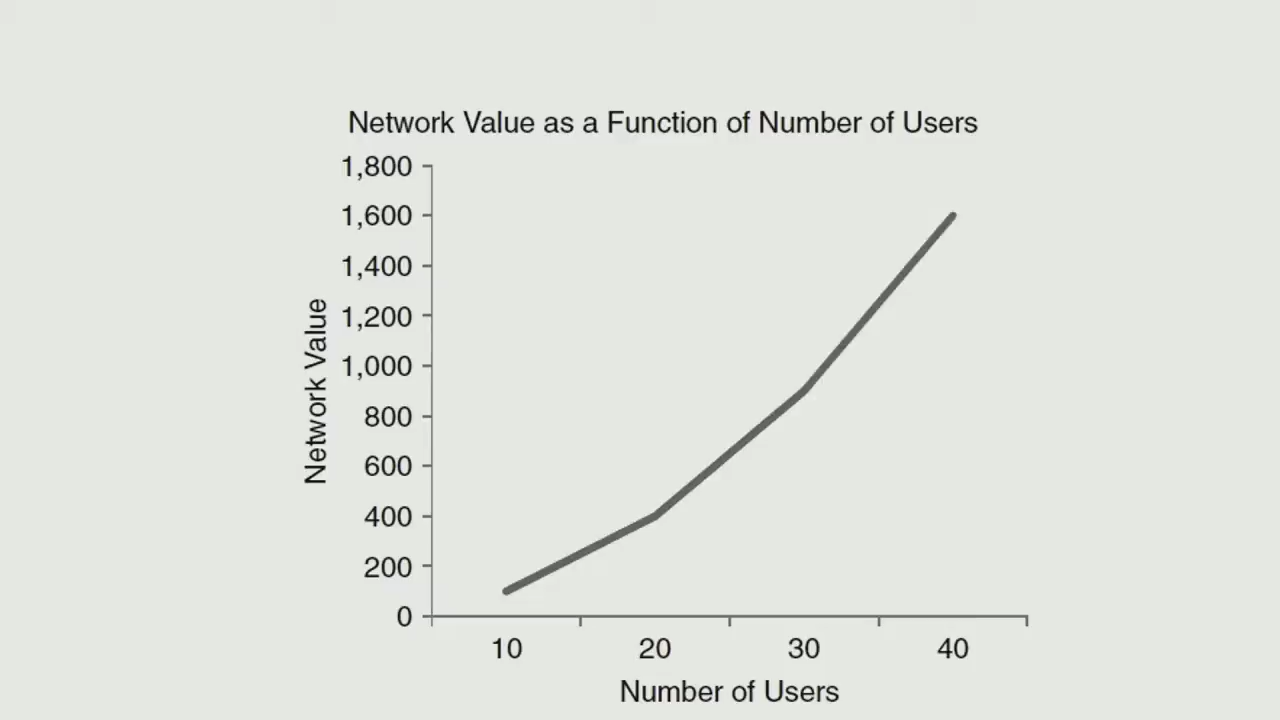 Network Value as a Function of Number of Users
1,800
1,600
1,400
1,200
1,000
800
600
400
200
0
Network Value
10 20 30 40
Number of Users